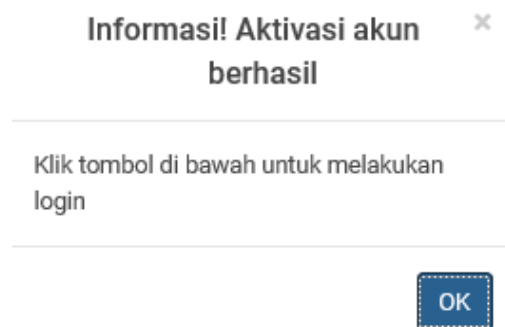 Informasi! Aktivasi akun
berhasil
×
Klik tombol di bawah untuk melakukan
login
OK